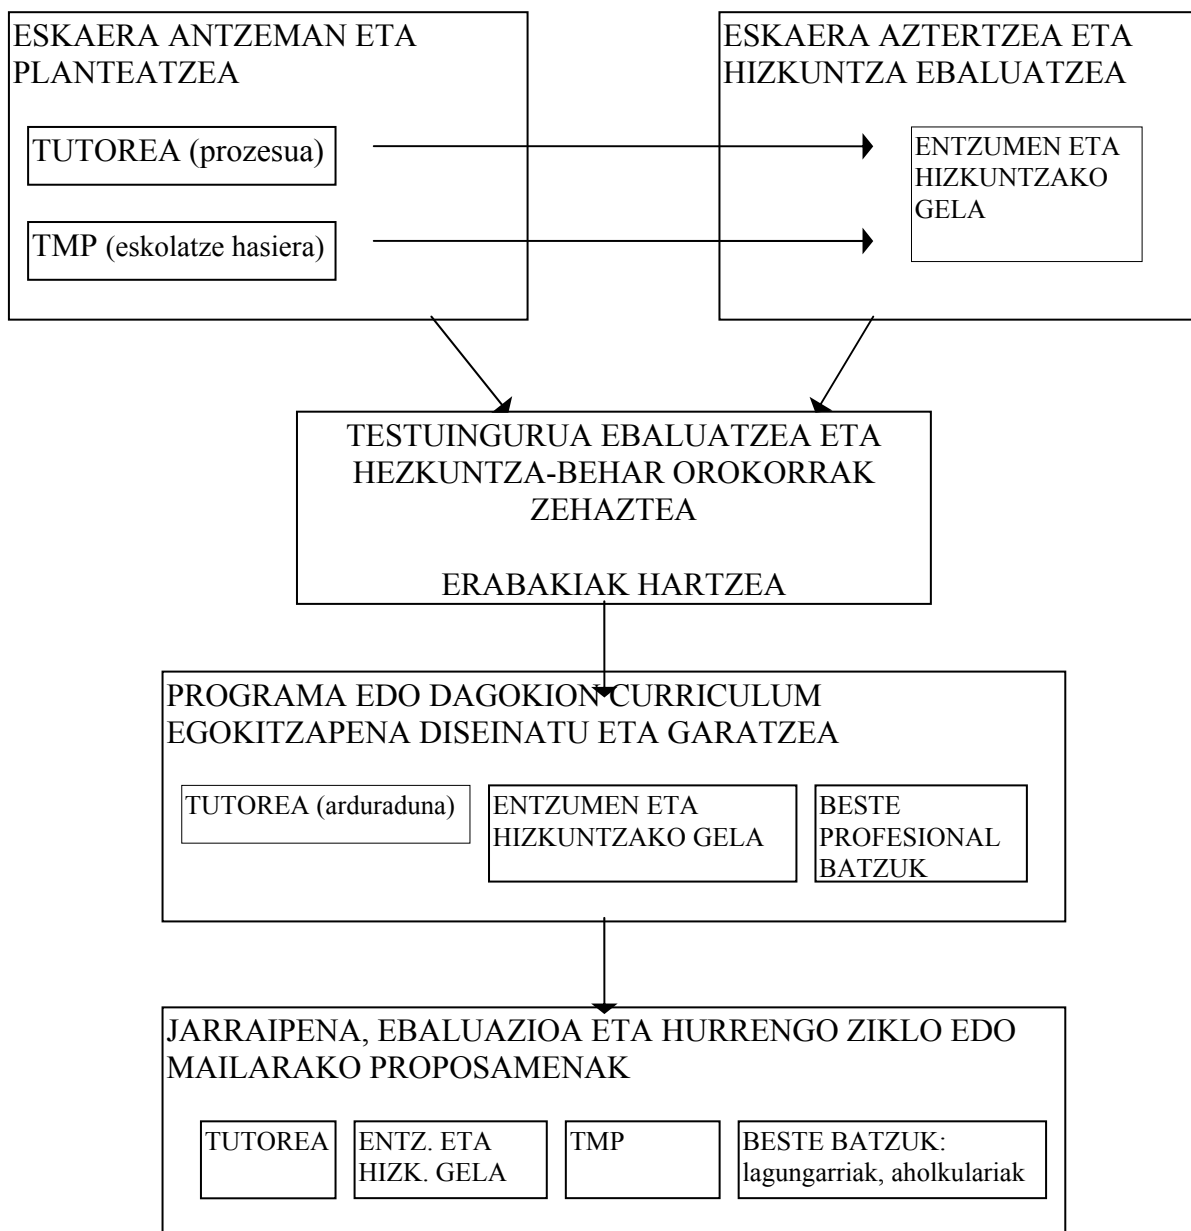 ESKAERA ANTZEMAN ETA
PLANTEATZEA
TUTOREA (prozesua)
TMP (eskolatze hasiera)
ESKAERA AZTERTZEA ETA
HIZKUNTZA EBALUATZEA
ENTZUMEN ETA
HIZKUNTZAKO
GELA
TESTUINGURUA EBALUATZEA ETA
HEZKUNTZA-BEHAR OROKORRAK
ZEHAZTEA
ERABAKIAK HARTZEA
PROGRAMA EDO DAGOKION CURRICULUM
EGOKITZAPENA DISEINATU ETA GARATZEA
TUTOREA (arduraduna)
ENTZUMEN ETA
HIZKUNTZAKO GELA
BESTE
PROFESIONAL
BATZUK
JARRAIPENA, EBALUAZIOA ETA HURRENGO ZIKLO EDO
MAILARAKO PROPOSAMENAK
TUTOREA
ENTZ. ETA
HIZK. GELA
TMP
BESTE BATZUK:
lagungarriak, aholkulariak